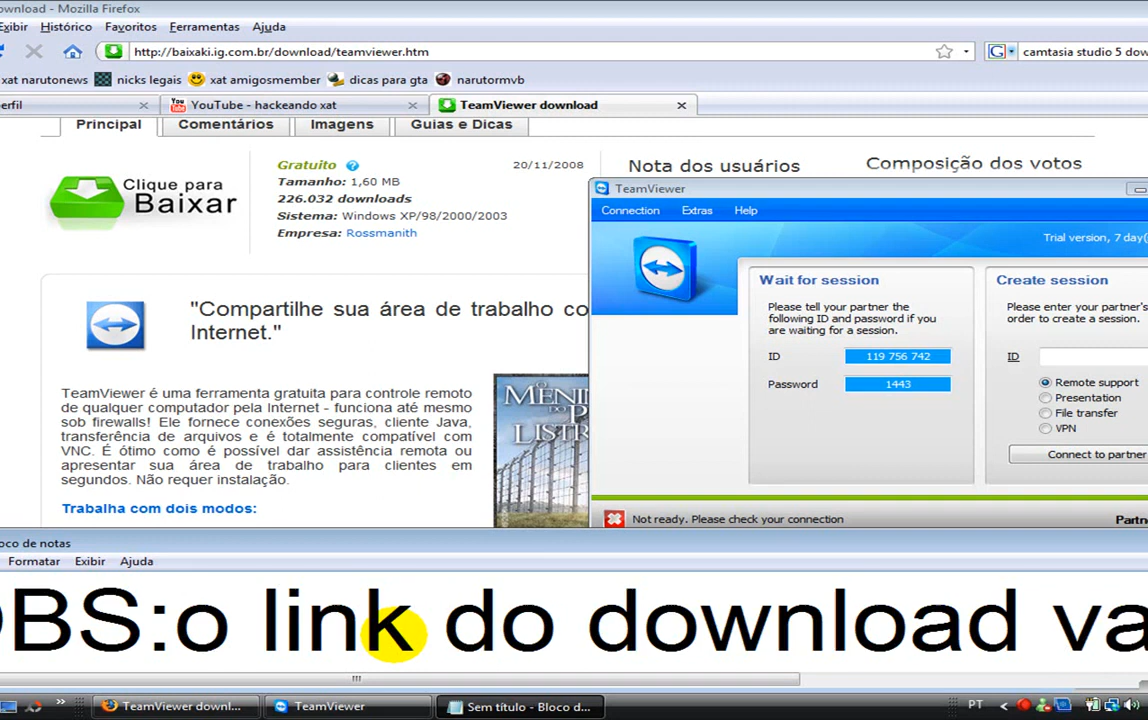 ownload - Mozilla Firefox
Exibir Histórico Favoritos Ferramentas Ajuda
http://baixaki.ig.com.br/download/teamviewer.htm
camtasia studio 5 dow
xat narutonews nicks legais xat amigosmember dicas para gta narutormvb
erfil
YouTube - hackeando xat
TeamViewer download
Principal Comentários Imagens Guias e Dicas
Clique para
Baixar
Gratuito
20/11/2008
Tamanho: 1,60 MB
226.032 downloads
Sistema: Windows XP/98/2000/2003
Empresa: Rossmanith
Nota dos usuários
Composição dos votos
"Compartilhe sua área de trabalho co
Internet."
TeamViewer é uma ferramenta gratuita para controle remoto
de qualquer computador pela Internet - funciona até mesmo
sob firewalls! Ele fornece conexões seguras, cliente Java,
transferência de arquivos e é totalmente compatível com
VNC. É ótimo como é possível dar assistência remota ou
apresentar sua área de trabalho para clientes em
segundos. Não requer instalação.
Trabalha com dois modos:
O MENIN
DO P
LISTR
TeamViewer
Connection Extras Help
Trial version, 7 day(
Wait for session
Please tell your partner the
following ID and password if you
are waiting for a session.
ID 119 756 742
Password 1443
Create session
Please enter your partner's
order to create a session.
ID
Remote support
Presentation
File transfer
VPN
Connect to partner
Not ready. Please check your connection
Partne
loco de notas
Formatar Exibir Ajuda
OBS:o link do download va
TeamViewer downl...
TeamViewer
Sem título - Bloco d...
PT